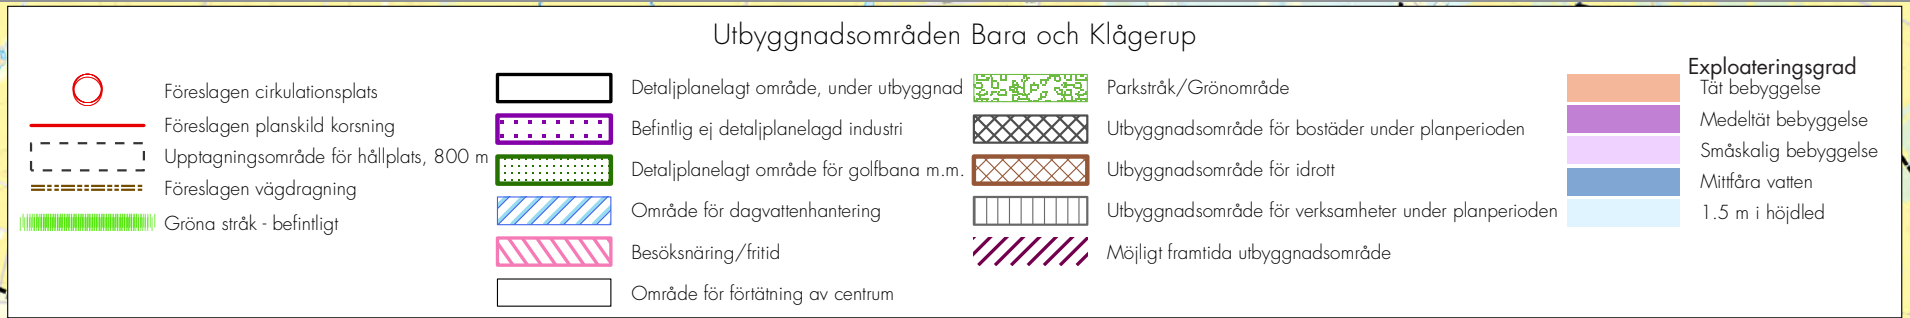 Utbyggnadsområden Bara och Klågerup
Föreslagen cirkulationsplats
Föreslagen planskild korsning
Upptagningsområde för hållplats, 800 m
Föreslagen vägdragning
Gröna stråk - befintligt
Detaljplanelagt område, under utbyggnad
Befintlig ej detaljplanelagd industri
Detaljplanelagt område för golfbana m.m.
Område för dagvattenhantering
Besöksnäring/fritid
Område för förtätning av centrum
Parkstråk/Grönområde
Utbyggnadsområde för bostäder under planperioden
Utbyggnadsområde för idrott
Utbyggnadsområde för verksamheter under planperioden
Möjligt framtida utbyggnadsområde
Exploateringsgrad
Tät bebyggelse
Medeltät bebyggelse
Småskalig bebyggelse
Mittfåra vatten
1.5 m i höjdled